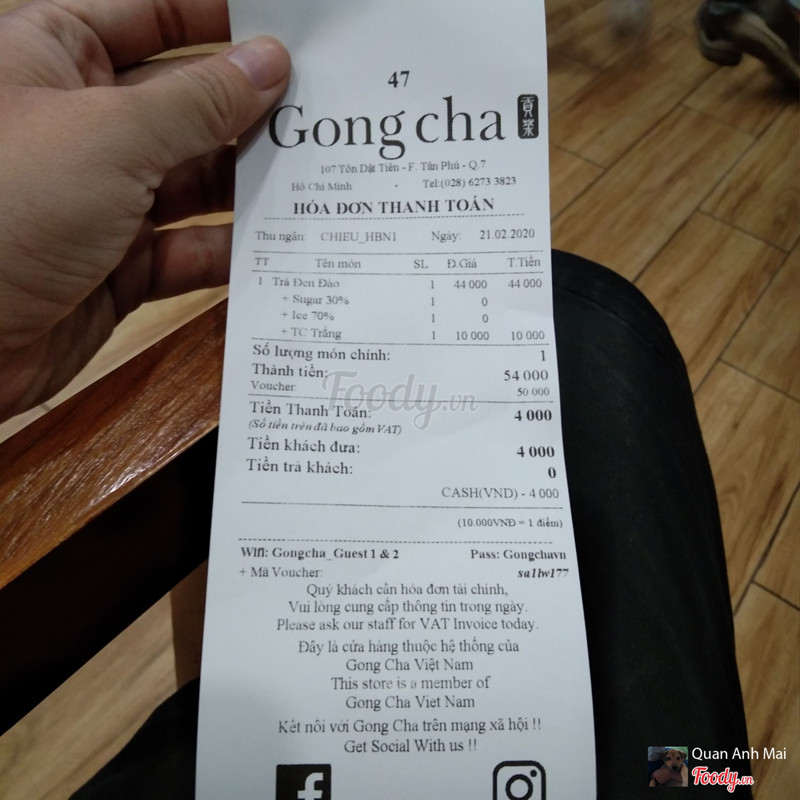 47
Gong cha 貢茶
107 Tôn Dật Tiên - F. Tân Phú - Q.7
Hồ Chí Minh - Tel:(028) 6273 3823
HÓA ĐƠN THANH TOÁN
Thu ngân: CHIEU_HBN1 Ngày: 21.02.2020
TT Tên món SL Đ.Giá T.Tiền
1 Trà Đen Đào 1 44 000 44 000
+ Sugar 30% 1 0
+ Ice 70% 1 0
+ TC Trắng 1 10 000 10 000
Số lượng món chính: 1
Thành tiền: 54 000
Voucher: 50 000
Tiền Thanh Toán: 4 000
(Số tiền trên đã bao gồm VAT)
Tiền khách đưa: 4 000
Tiền trả khách: 0
CASH(VND) - 4 000
(10.000VNĐ = 1 điểm)
Wifi: Gongcha_Guest 1 & 2 Pass: Gongchavn
+ Mã Voucher: sa1lw177
Quý khách cần hóa đơn tài chính,
Vui lòng cung cấp thông tin trong ngày.
Please ask our staff for VAT Invoice today.
Đây là cửa hàng thuộc hệ thống của
Gong Cha Việt Nam
This store is a member of
Gong Cha Viet Nam
Kết nối với Gong Cha trên mạng xã hội !!
Get Social With us !!
Foody.vn
Quan Anh Mai
Foody.vn